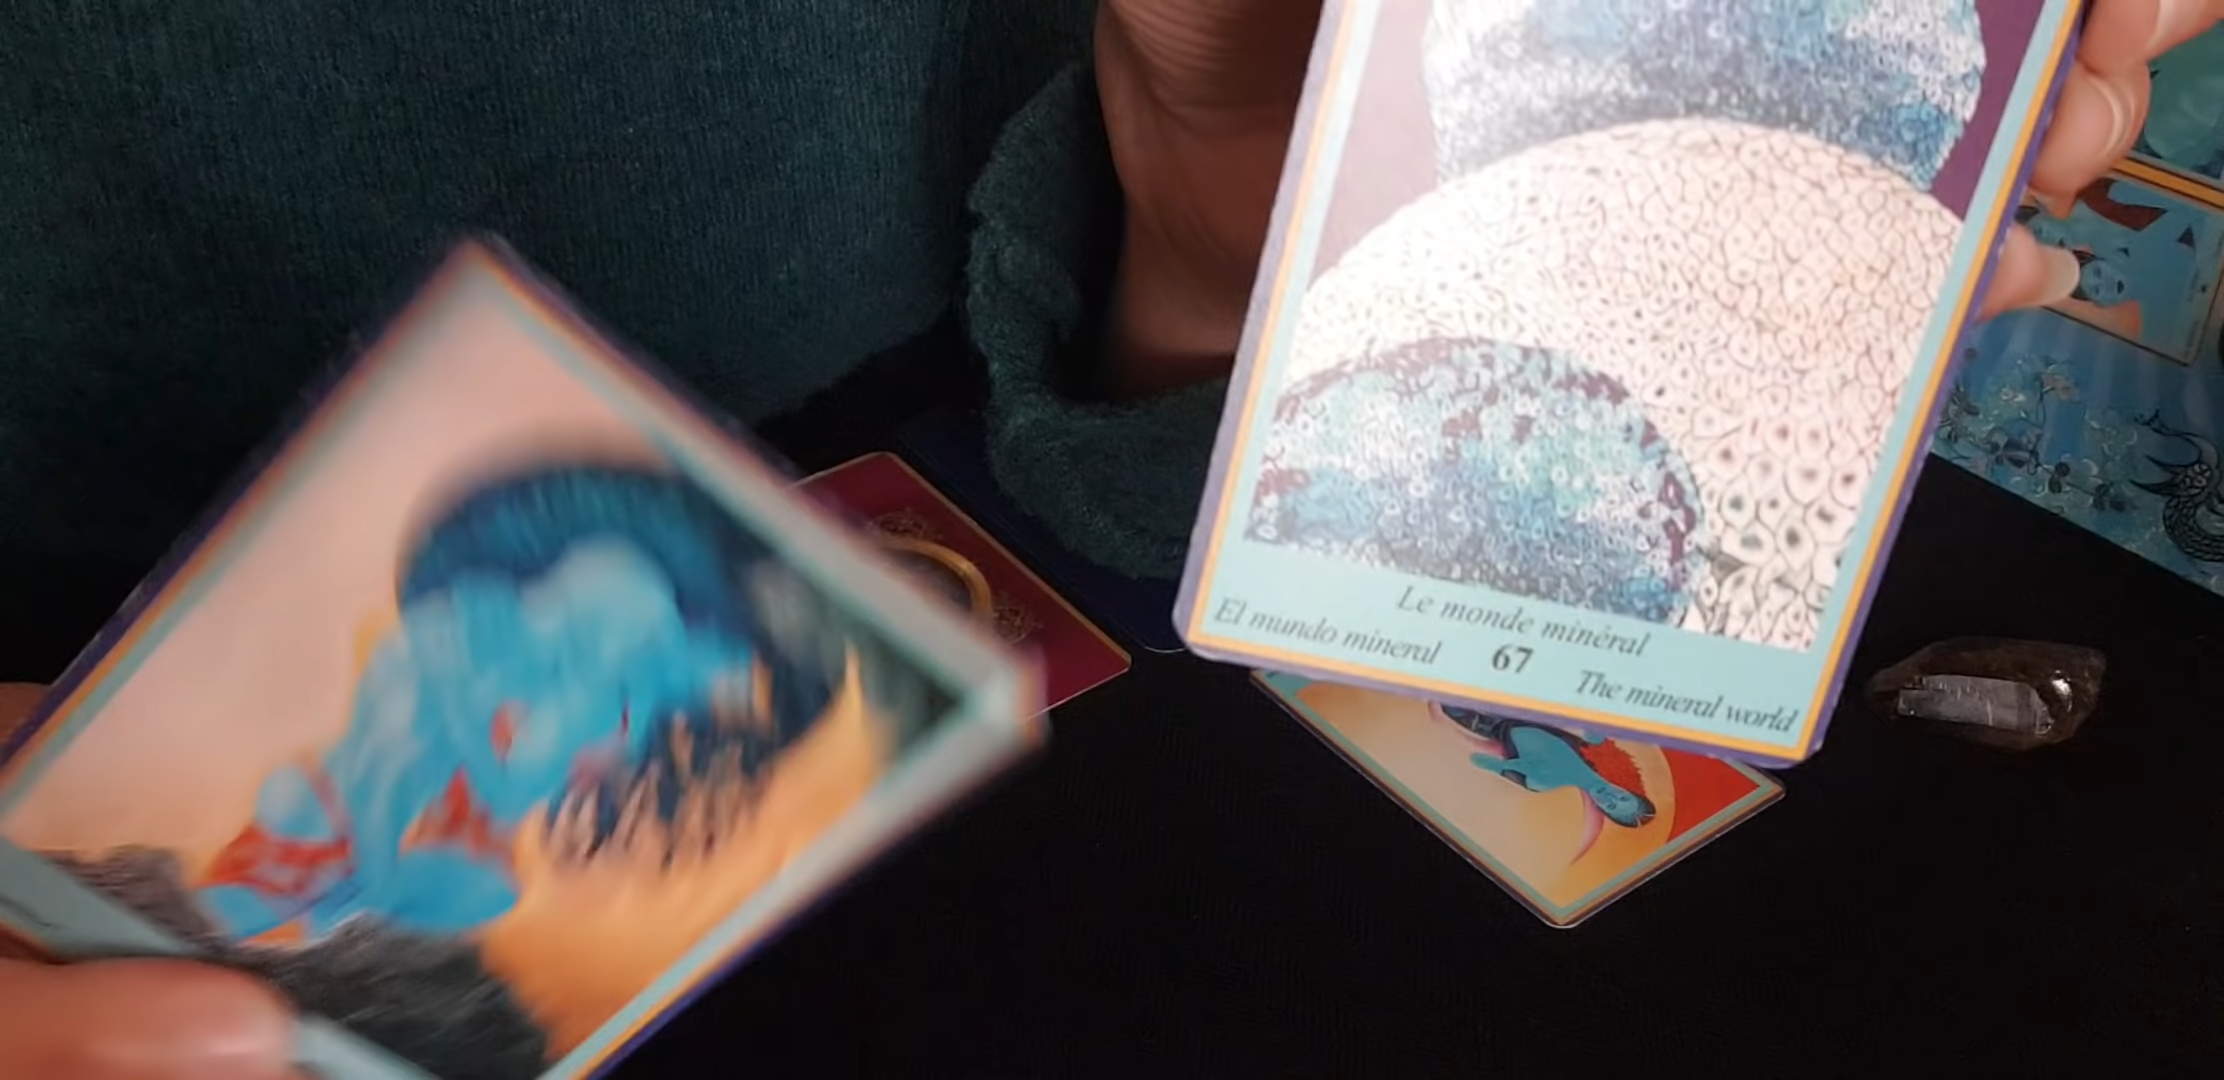 Le monde minéral
El mundo mineral 67 The mineral world